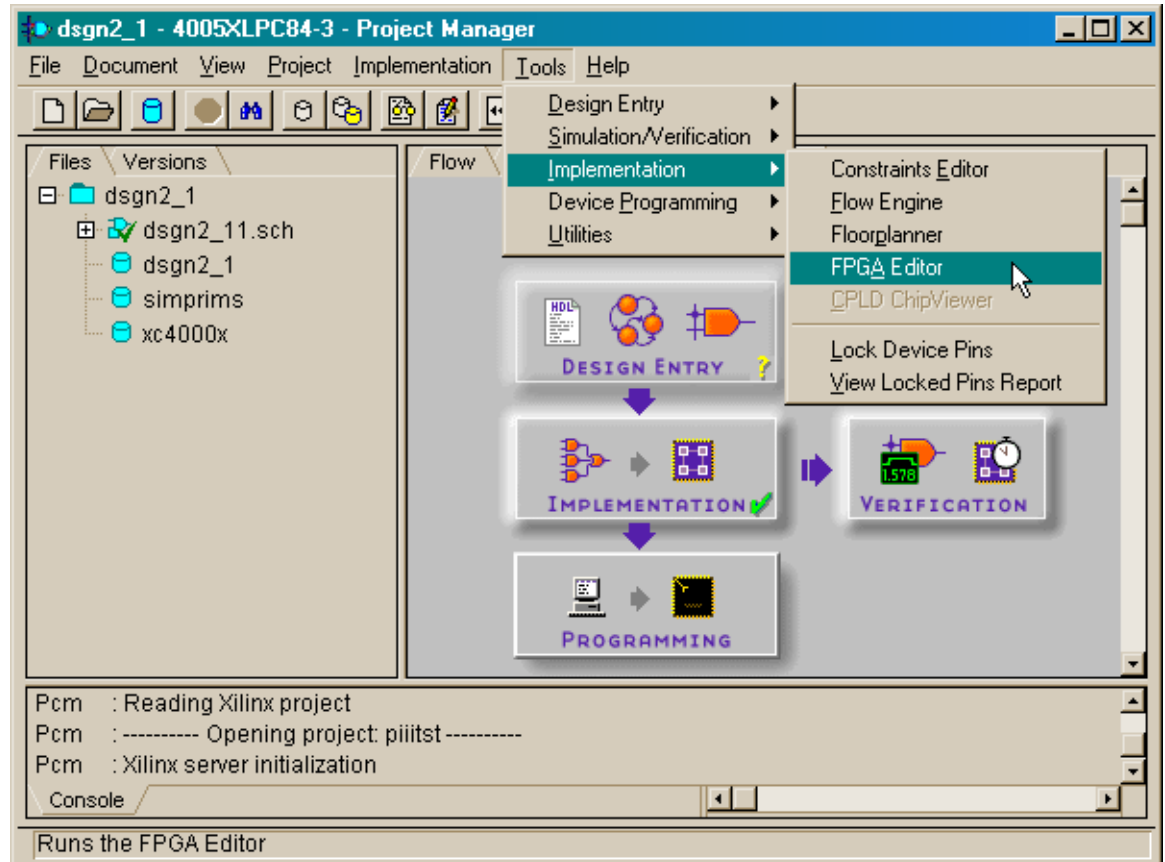 dsgn2_1 - 4005XLPC84-3 - Project Manager
File Document View Project Implementation Tools Help
Design Entry
Simulation/Verification
Implementation
Device Programming
Utilities
Constraints Editor
Flow Engine
Floorplanner
FPGA Editor
CPLD ChipViewer
Lock Device Pins
View Locked Pins Report
Files Versions
dsgn2_1
dsgn2_11.sch
dsgn2_1
simprims
xc4000x
Flow
HDL
DESIGN ENTRY ?
IMPLEMENTATION
1.578
VERIFICATION
PROGRAMMING
Pcm : Reading Xilinx project
Pcm : ---------- Opening project: piiitst ----------
Pcm : Xilinx server initialization
Console
Runs the FPGA Editor